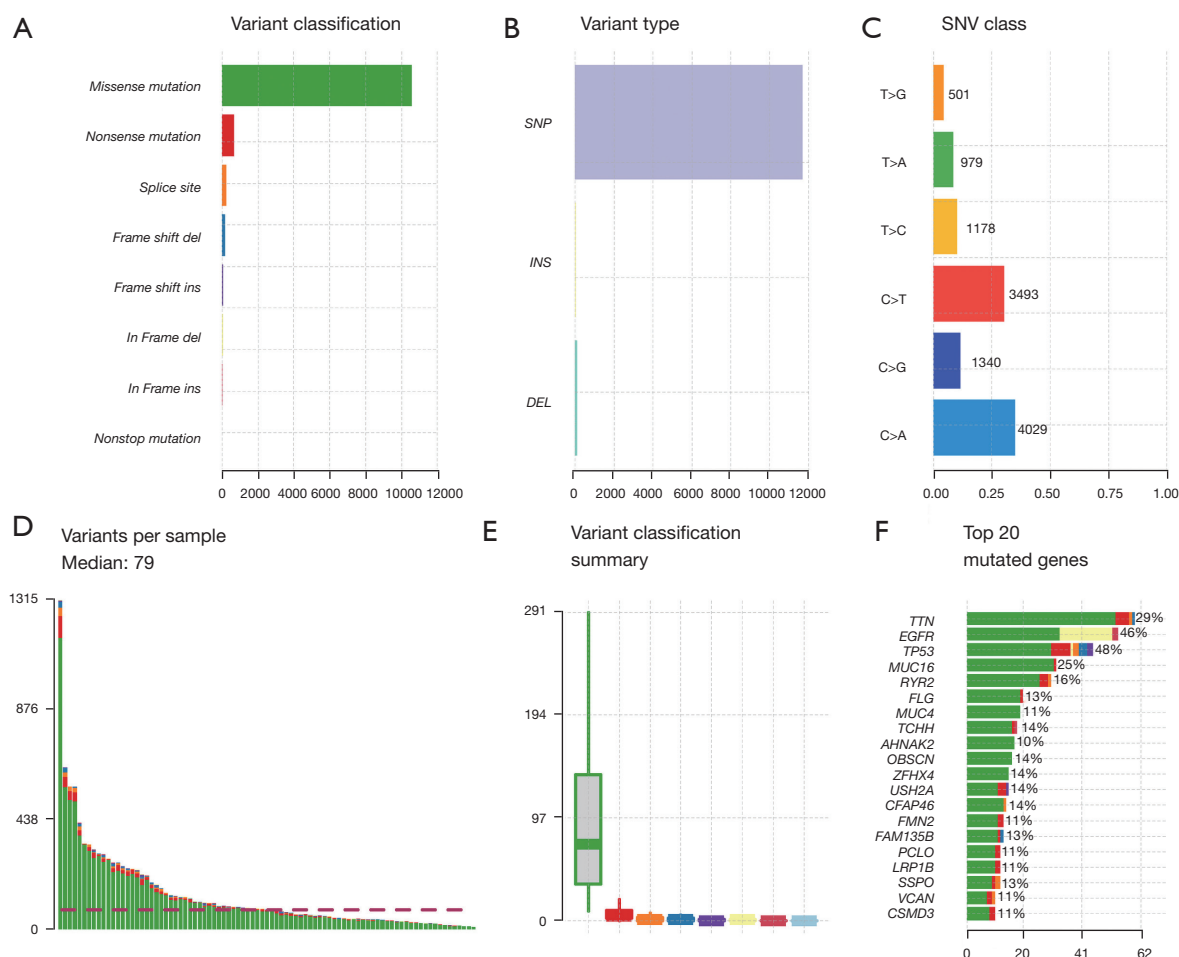 A
Variant classification
Missense mutation
Nonsense mutation
Splice site
Frame shift del
Frame shift ins
In Frame del
In Frame ins
Nonstop mutation
0 2000 4000 6000 8000 10000 12000
B
Variant type
SNP
INS
DEL
0 2000 4000 6000 8000 10000 12000
C
SNV class
T>G 501
T>A 979
T>C 1178
C>T 3493
C>G 1340
C>A 4029
0.00 0.25 0.50 0.75 1.00
D
Variants per sample
Median: 79
1315
876
438
0
E
Variant classification
summary
291
194
97
0
F
Top 20
mutated genes
TTN 29%
EGFR 46%
TP53 48%
MUC16 25%
RYR2 16%
FLG 13%
MUC4 11%
TCHH 14%
AHNAK2 10%
OBSCN 14%
ZFHX4 14%
USH2A 14%
CFAP46 14%
FMN2 11%
FAM135B 13%
PCLO 11%
LRP1B 11%
SSPO 13%
VCAN 11%
CSMD3 11%
0 20 41 62